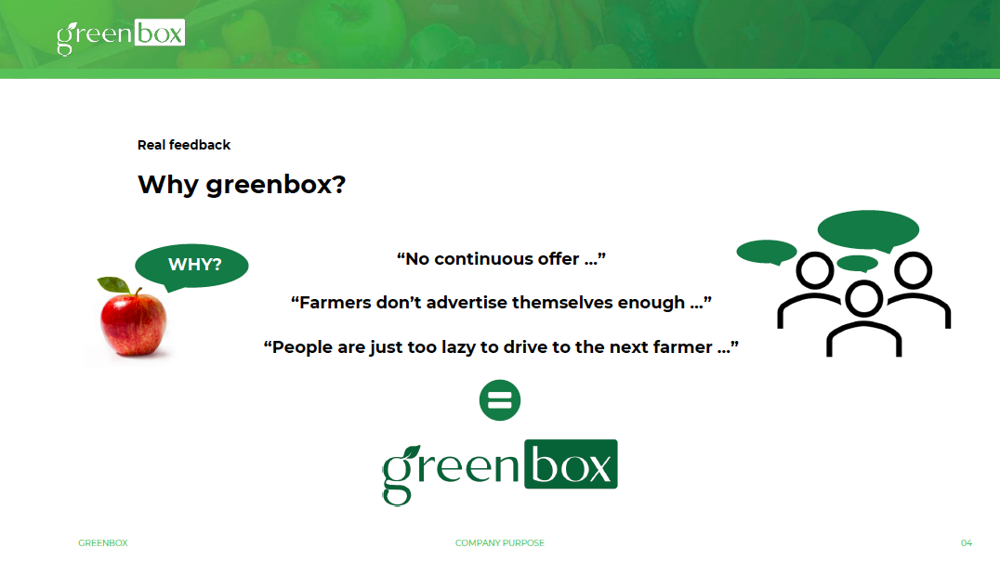 greenbox
Real feedback
Why greenbox?
WHY?
“No continuous offer ...”
“Farmers don’t advertise themselves enough ...”
“People are just too lazy to drive to the next farmer ...”
greenbox
GREENBOX
COMPANY PURPOSE
04